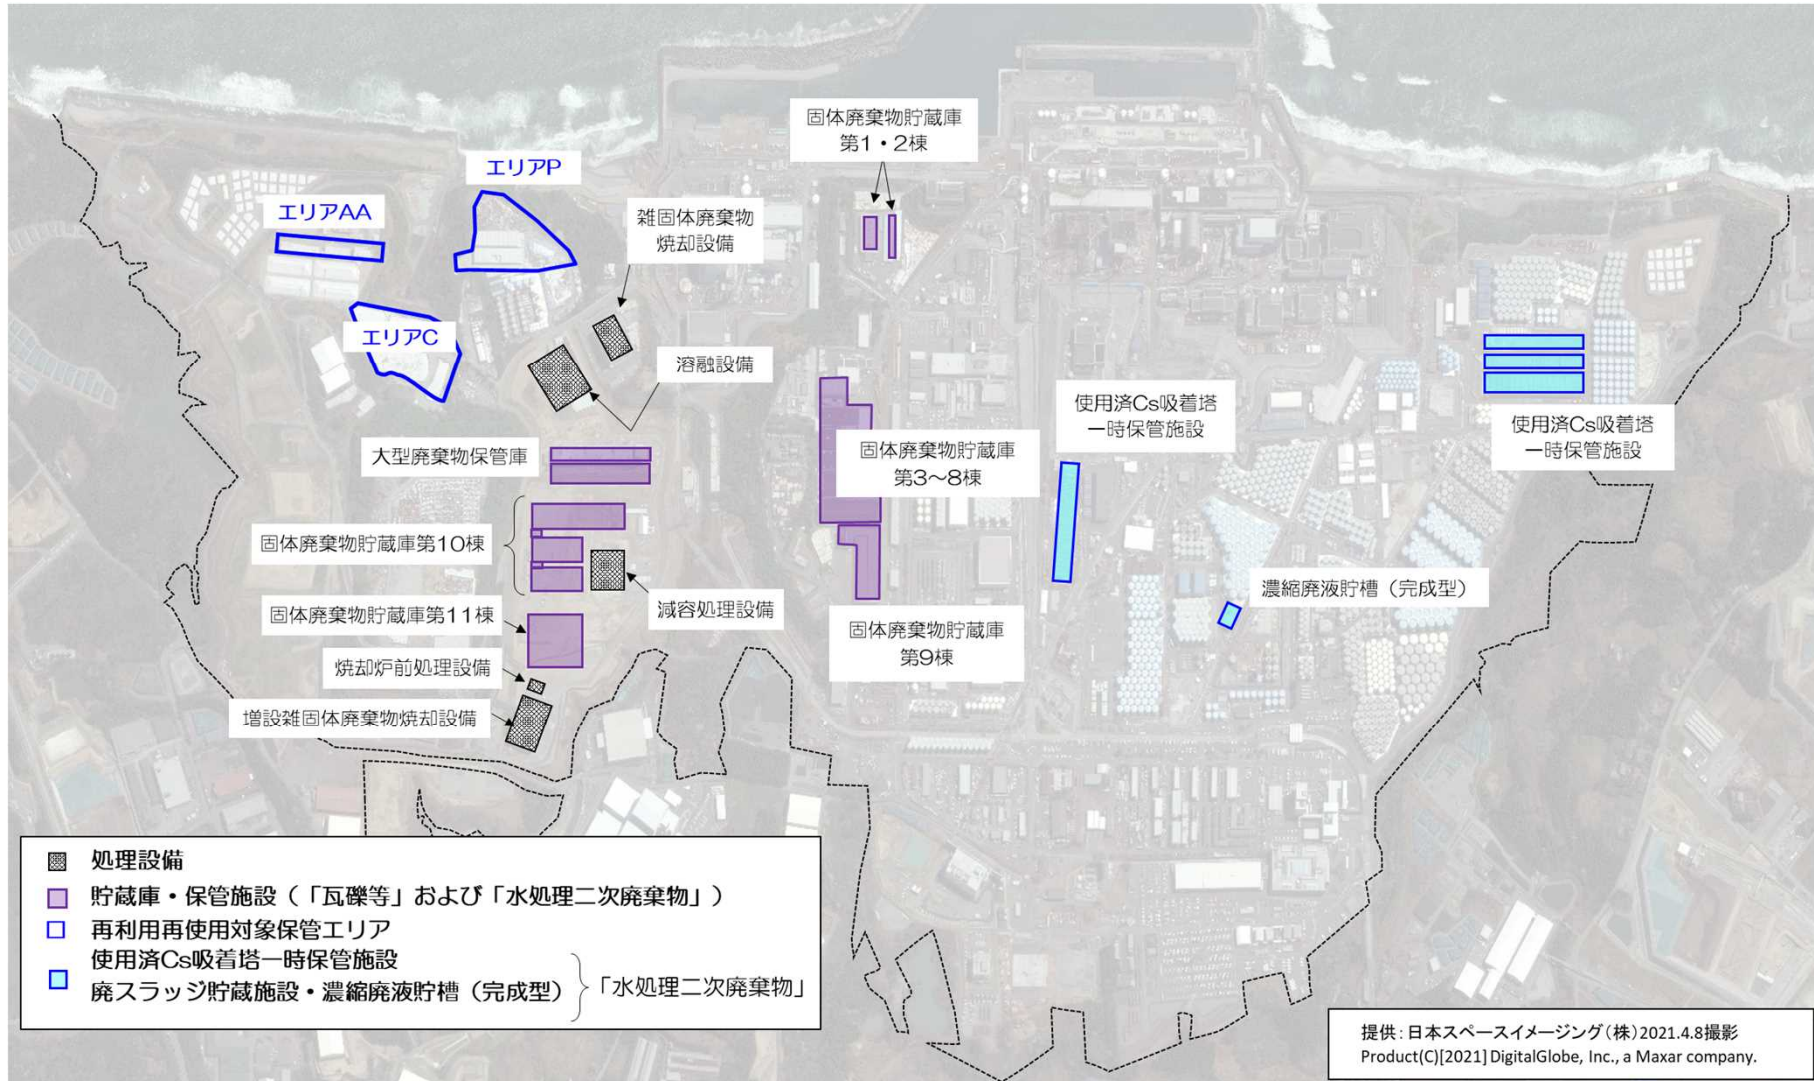 固体廃棄物貯蔵庫
第1・2棟
エリアP
エリアAA
雑固体廃棄物
焼却設備
エリアC
溶融設備
使用済Cs吸着塔
一時保管施設
使用済Cs吸着塔
一時保管施設
大型廃棄物保管庫
固体廃棄物貯蔵庫
第3～8棟
固体廃棄物貯蔵庫第10棟
濃縮廃液貯槽（完成型）
減容処理設備
固体廃棄物貯蔵庫第11棟
固体廃棄物貯蔵庫
第9棟
焼却炉前処理設備
増設雑固体廃棄物焼却設備
処理設備
貯蔵庫・保管施設（「瓦礫等」および「水処理二次廃棄物」）
再利用再使用対象保管エリア
使用済Cs吸着塔一時保管施設
廃スラッジ貯蔵施設・濃縮廃液貯槽（完成型）
「水処理二次廃棄物」
提供：日本スペースイメージング（株）2021.4.8撮影
Product(C)[2021] DigitalGlobe, Inc., a Maxar company.